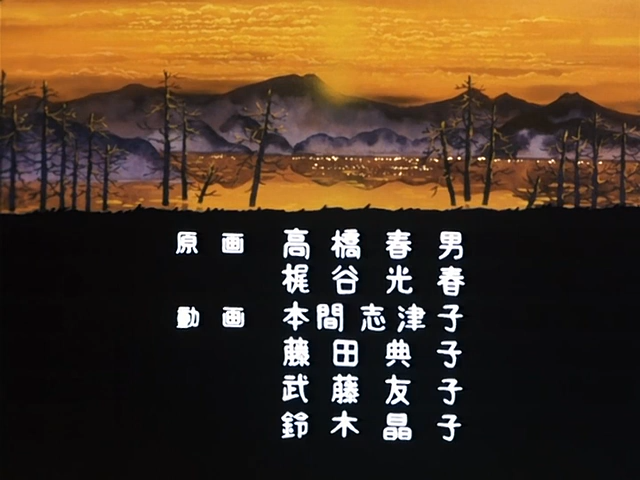 原画 高橋春男
梶谷光春
動画 本間志津子
藤田典子
武藤友子
鈴木晶子